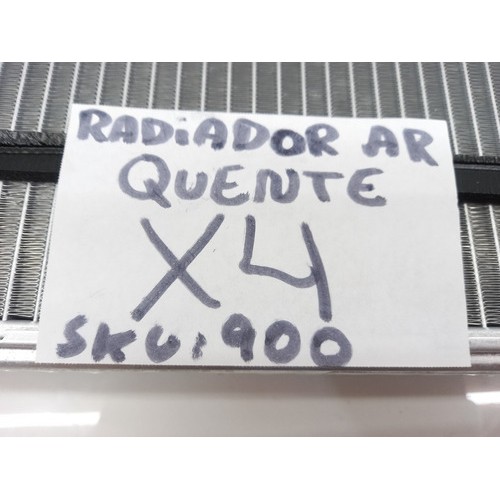 RADiADOR AR
QUENTE
X4
SKU:900